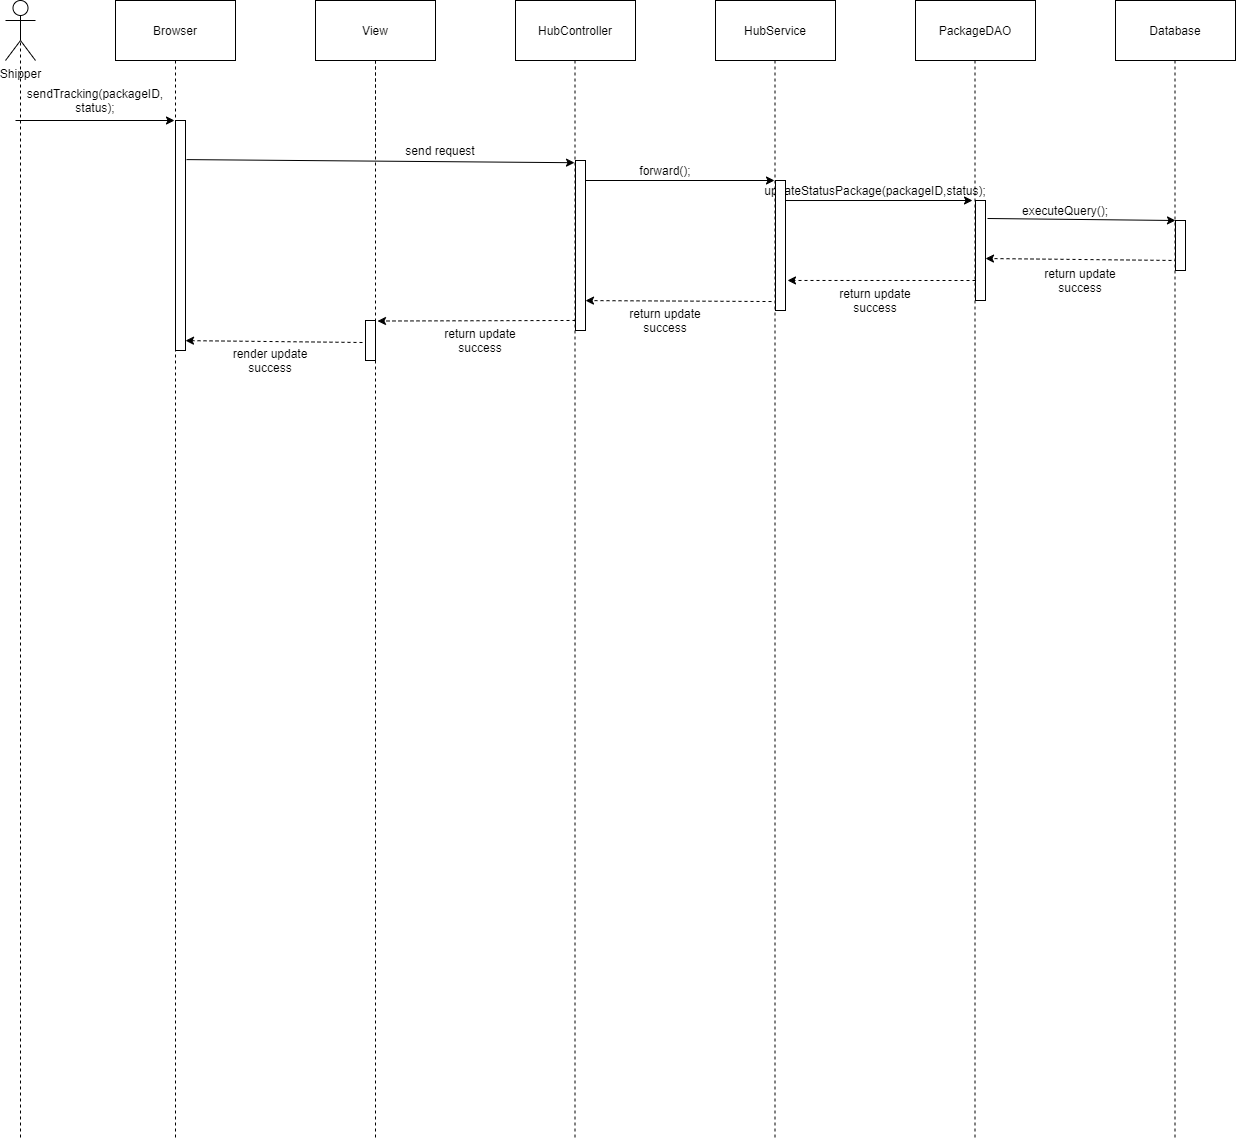 Shipper
Browser
View
HubController
HubService
PackageDAO
Database
sendTracking(packageID,
status);
send request
forward();
updateStatusPackage(packageID,status);
executeQuery();
return update
success
return update
success
return update
success
return update
success
render update
success